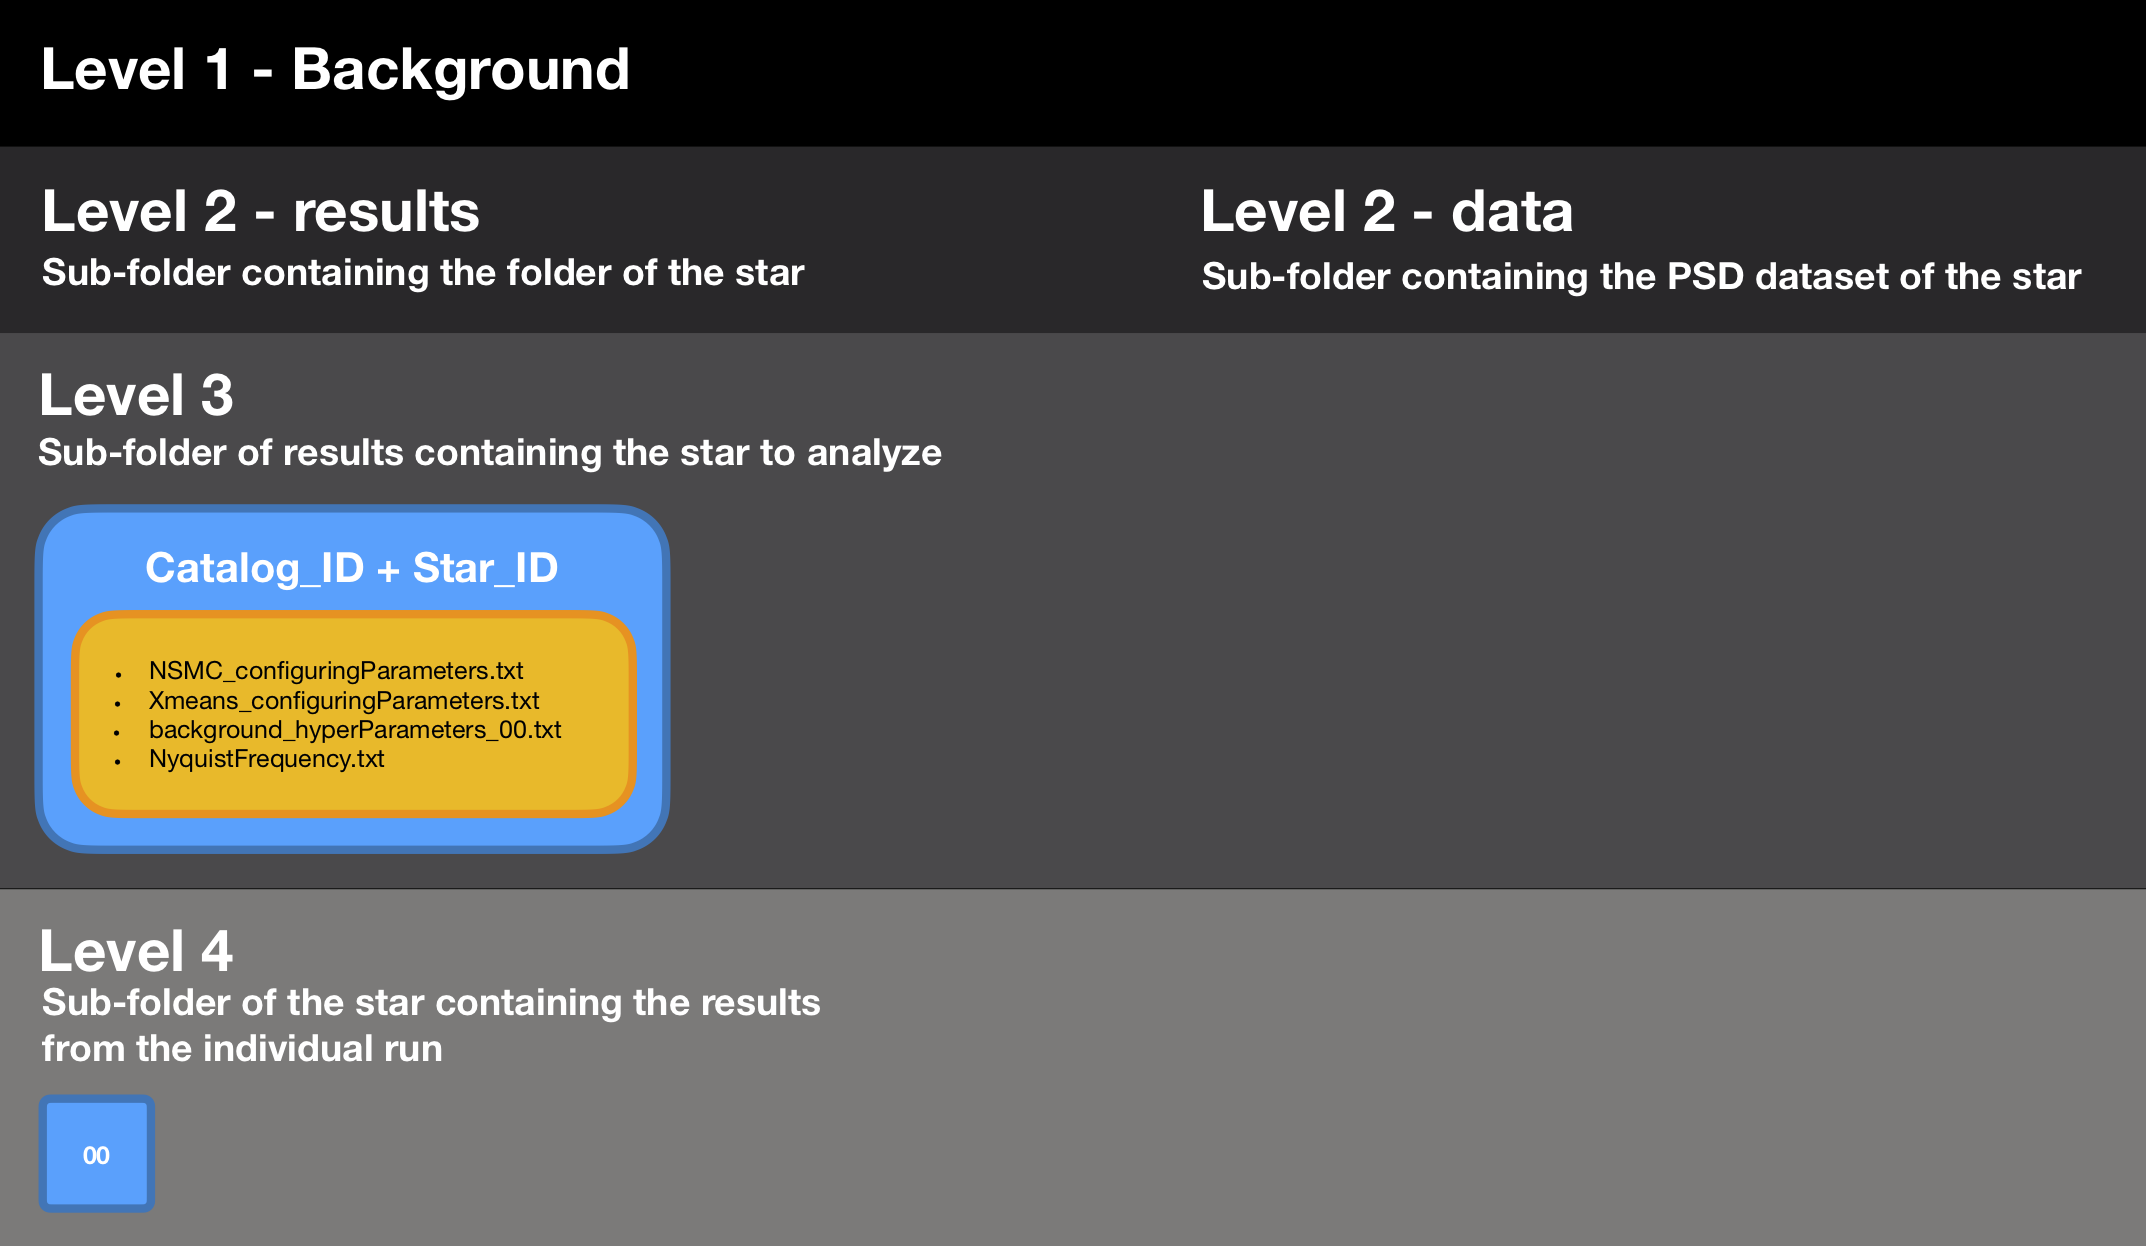 Level 1 - Background
Level 2 - results
Sub-folder containing the folder of the star
Level 2 - data
Sub-folder containing the PSD dataset of the star
Level 3
Sub-folder of results containing the star to analyze
Catalog_ID + Star_ID
• NSMC_configuringParameters.txt
• Xmeans_configuringParameters.txt
• background_hyperParameters_00.txt
• NyquistFrequency.txt
Level 4
Sub-folder of the star containing the results
from the individual run
00